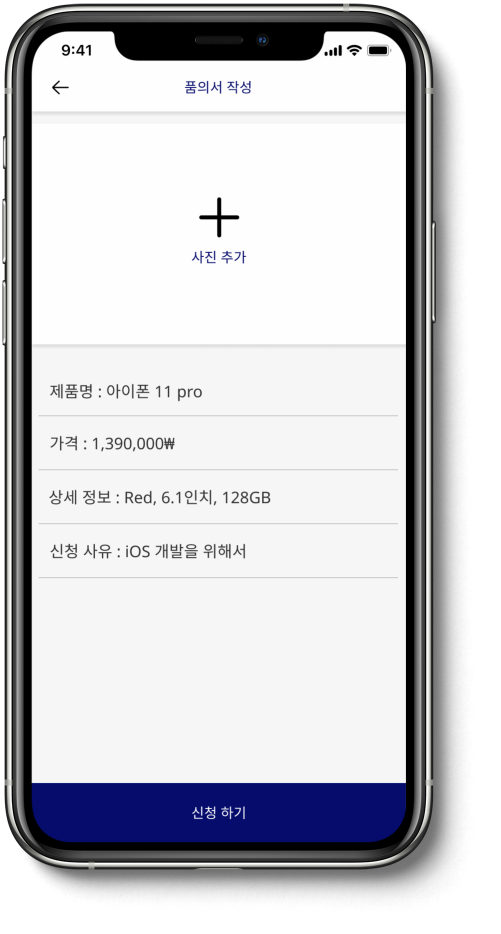 9:41
품의서 작성
사진 추가
제품명 : 아이폰 11 pro
가격 : 1,390,000₩
상세 정보 : Red, 6.1인치, 128GB
신청 사유 : iOS 개발을 위해서
신청 하기